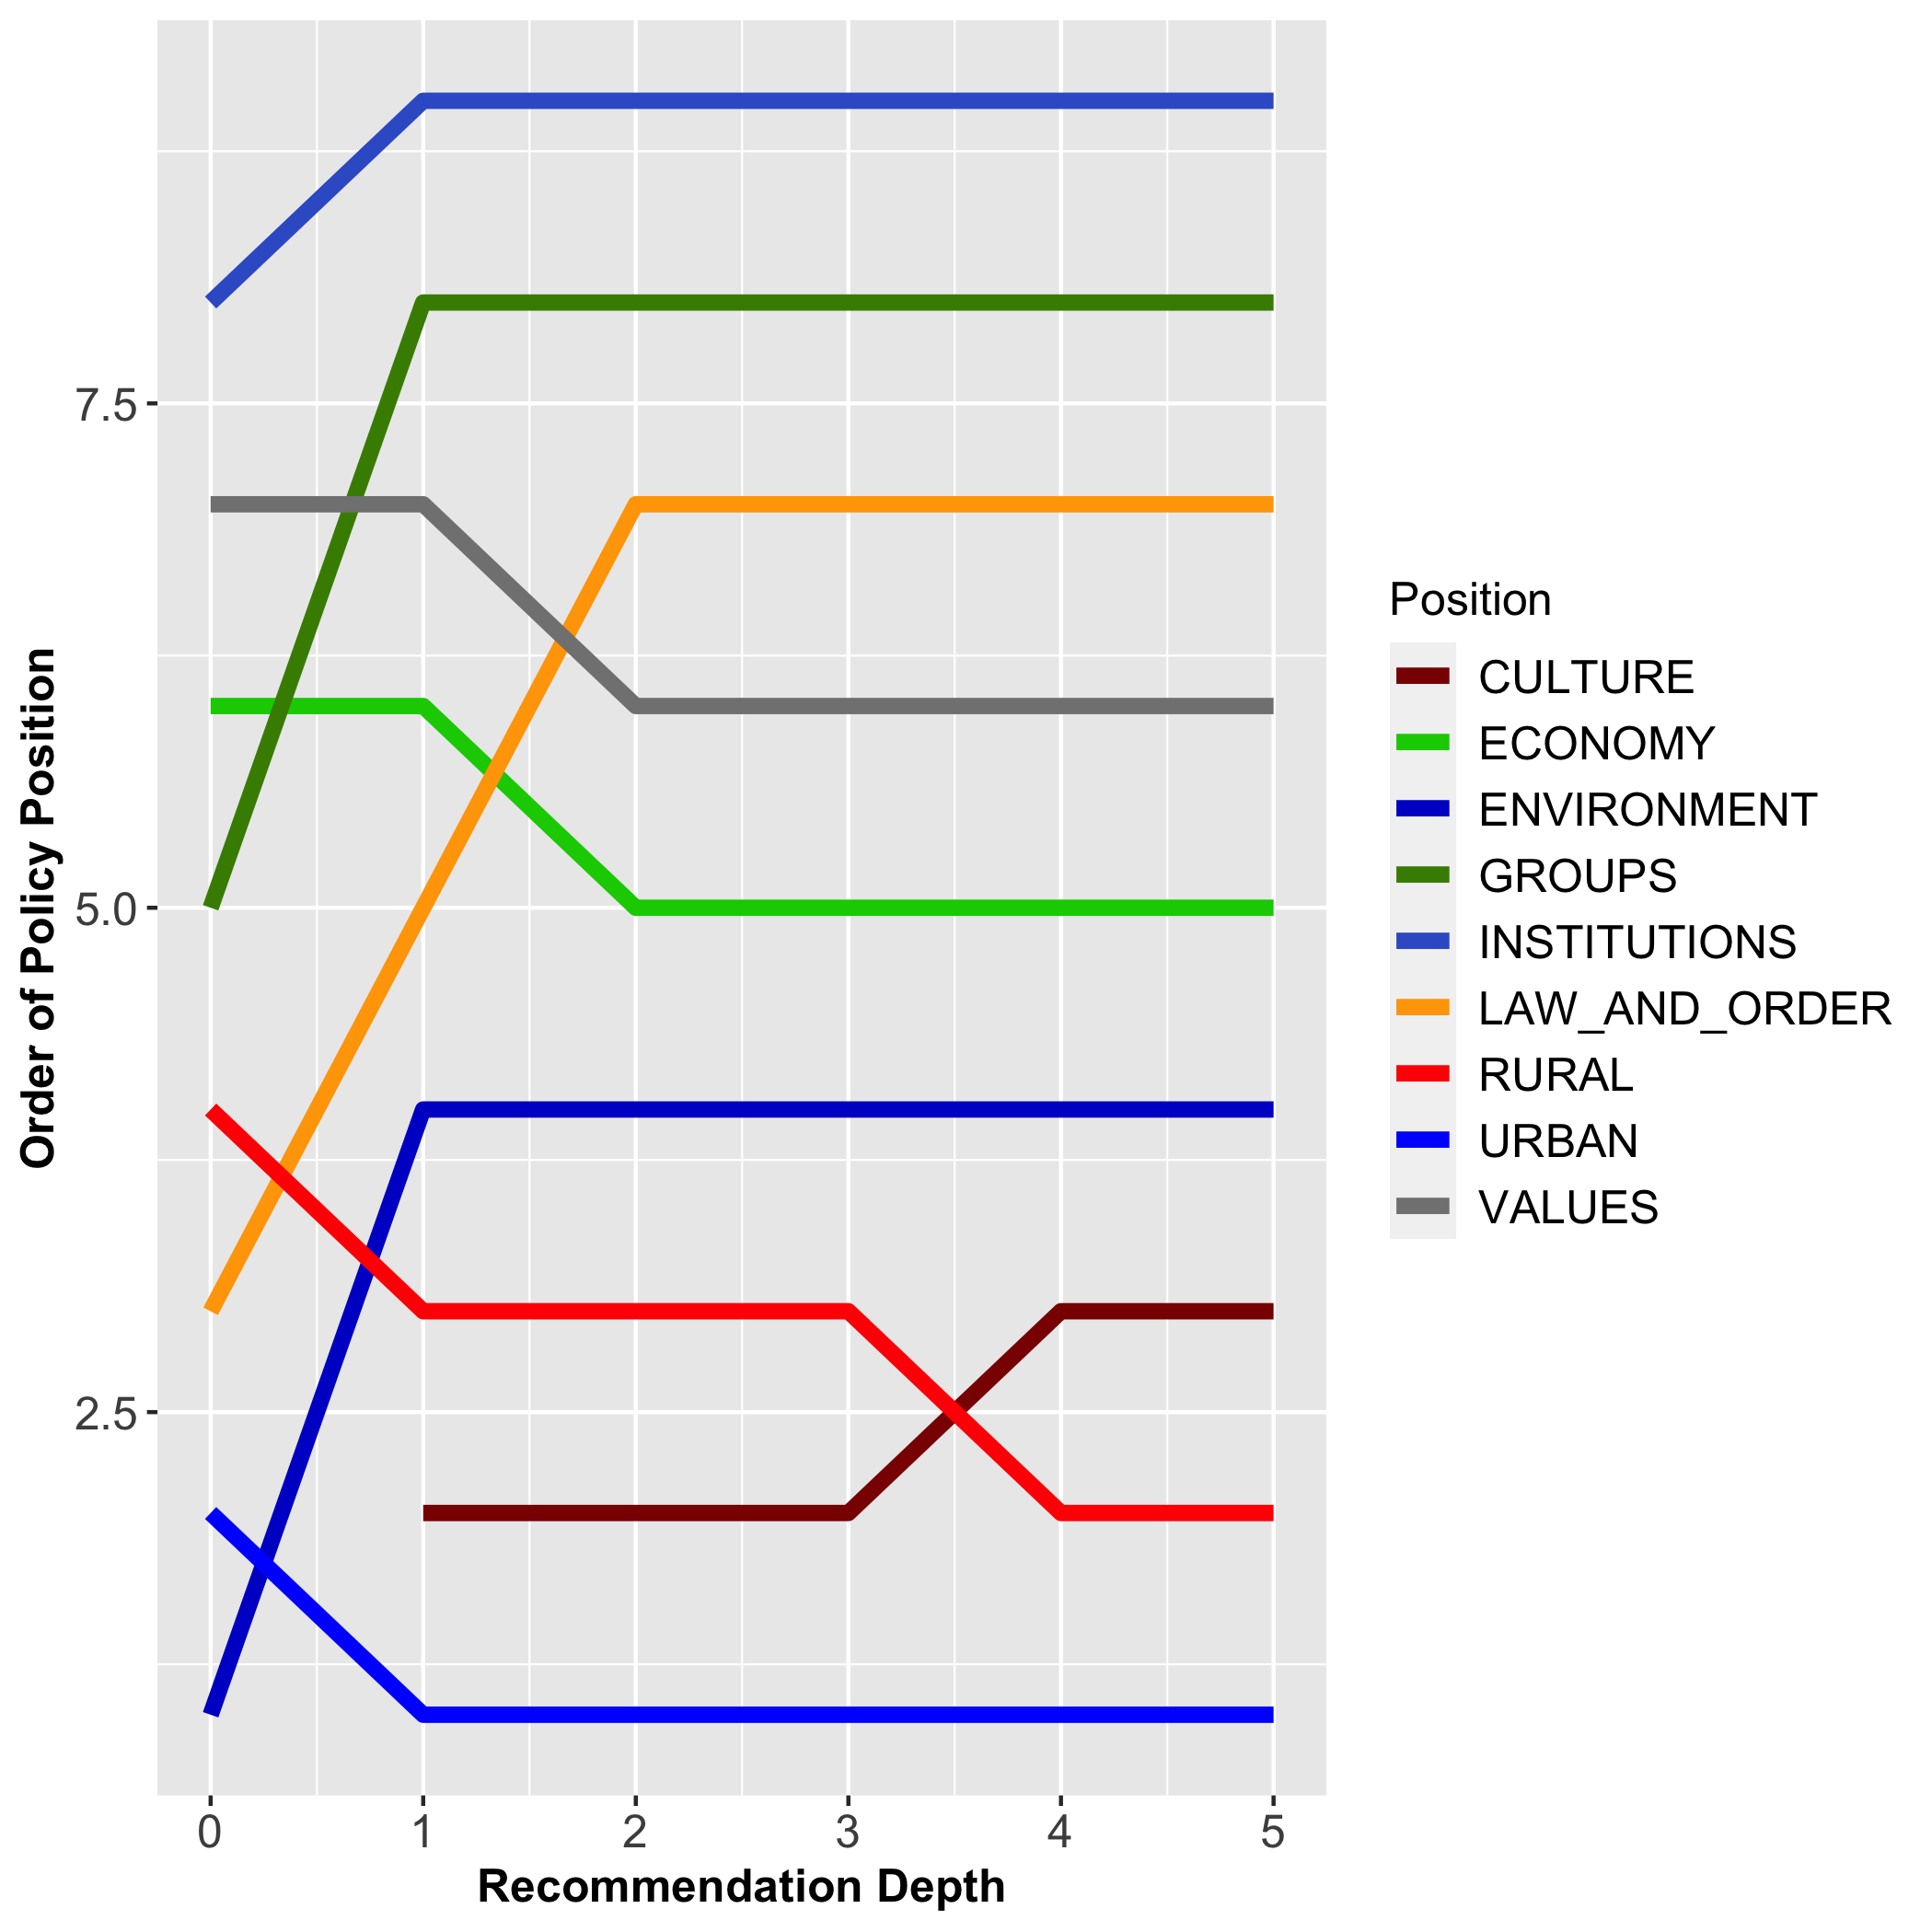 Order of Policy Position
7.5
5.0
2.5
0 1 2 3 4 5
Recommendation Depth
Position
CULTURE
ECONOMY
ENVIRONMENT
GROUPS
INSTITUTIONS
LAW_AND_ORDER
RURAL
URBAN
VALUES